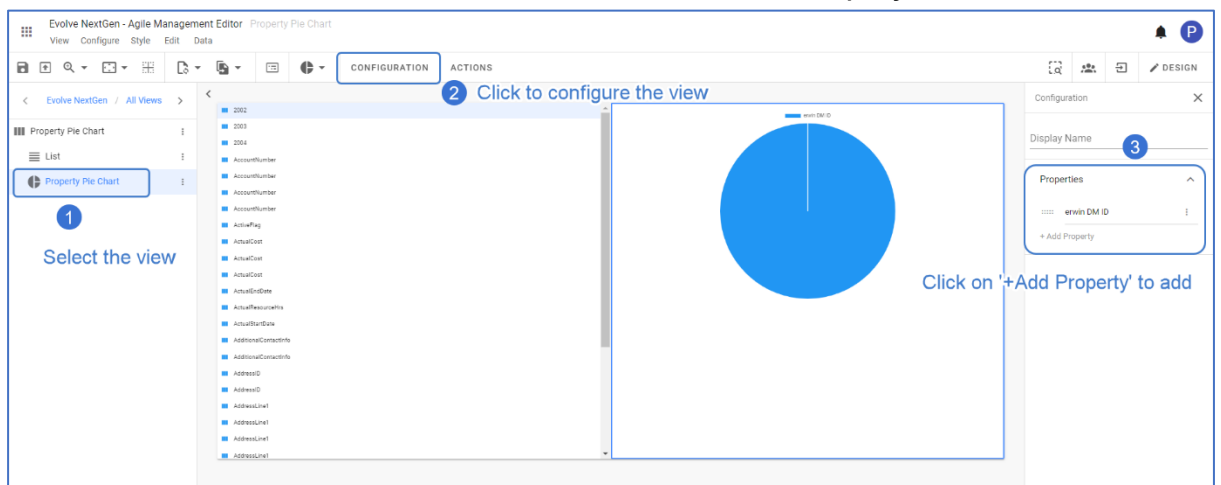 Evolve NextGen - Agile Management Editor Property Pie Chart
View Configure Style Edit Data
P
CONFIGURATION ACTIONS
DESIGN
2 Click to configure the view
Evolve NextGen / All Views
Property Pie Chart
List
Property Pie Chart
1
Select the view
2002
2003
2004
AccountNumber
AccountNumber
AccountNumber
AccountNumber
ActiveFlag
ActualCost
ActualCost
ActualCost
ActualEndDate
ActualResourceHrs
ActualStartDate
AdditionalContactInfo
AdditionalContactInfo
AddressID
AddressID
AddressLine1
AddressLine1
AddressLine1
AddressLine1
erwin DM ID
Configuration
Display Name
3
Properties
erwin DM ID
+ Add Property
Click on '+Add Property' to add